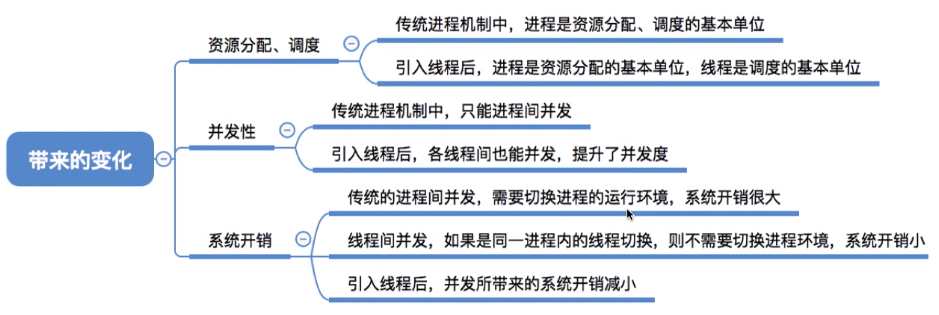 带来的变化
资源分配、调度
传统进程机制中，进程是资源分配、调度的基本单位
引入线程后，进程是资源分配的基本单位，线程是调度的基本单位
并发性
传统进程机制中，只能进程间并发
引入线程后，各线程间也能并发，提升了并发度
系统开销
传统的进程间并发，需要切换进程的运行环境，系统开销很大
线程间并发，如果是同一进程内的线程切换，则不需要切换进程环境，系统开销小
引入线程后，并发所带来的系统开销减小